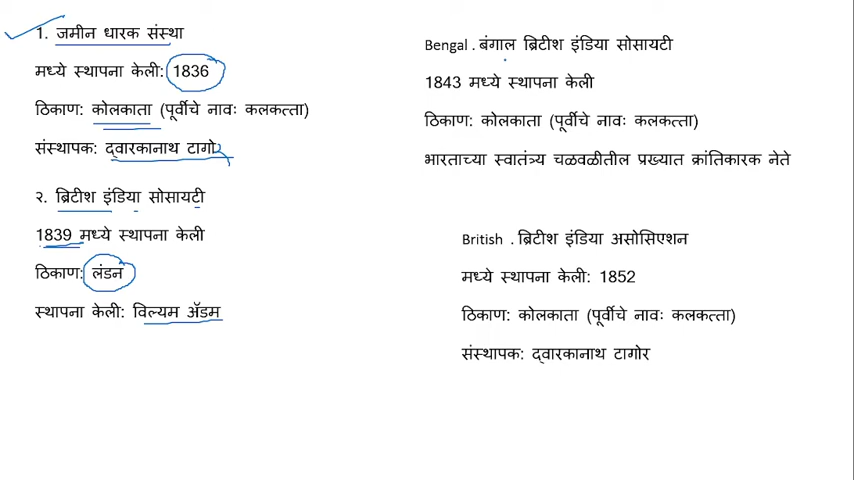 1. जमीन धारक संस्था
मध्ये स्थापना केली: 1836
ठिकाण: कोलकाता (पूर्वीचे नावः कलकत्ता)
संस्थापक: द्वारकानाथ टागो
२. ब्रिटीश इंडिया सोसायटी
1839 मध्ये स्थापना केली
ठिकाण: लंडन
स्थापना केली: विल्यम ॲडम
Bengal . बंगाल ब्रिटीश इंडिया सोसायटी
1843 मध्ये स्थापना केली
ठिकाण: कोलकाता (पूर्वीचे नावः कलकत्ता)
भारताच्या स्वातंत्र्य चळवळीतील प्रख्यात क्रांतिकारक नेते
British . ब्रिटीश इंडिया असोसिएशन
मध्ये स्थापना केली: 1852
ठिकाण: कोलकाता (पूर्वीचे नावः कलकत्ता)
संस्थापक: द्वारकानाथ टागोर